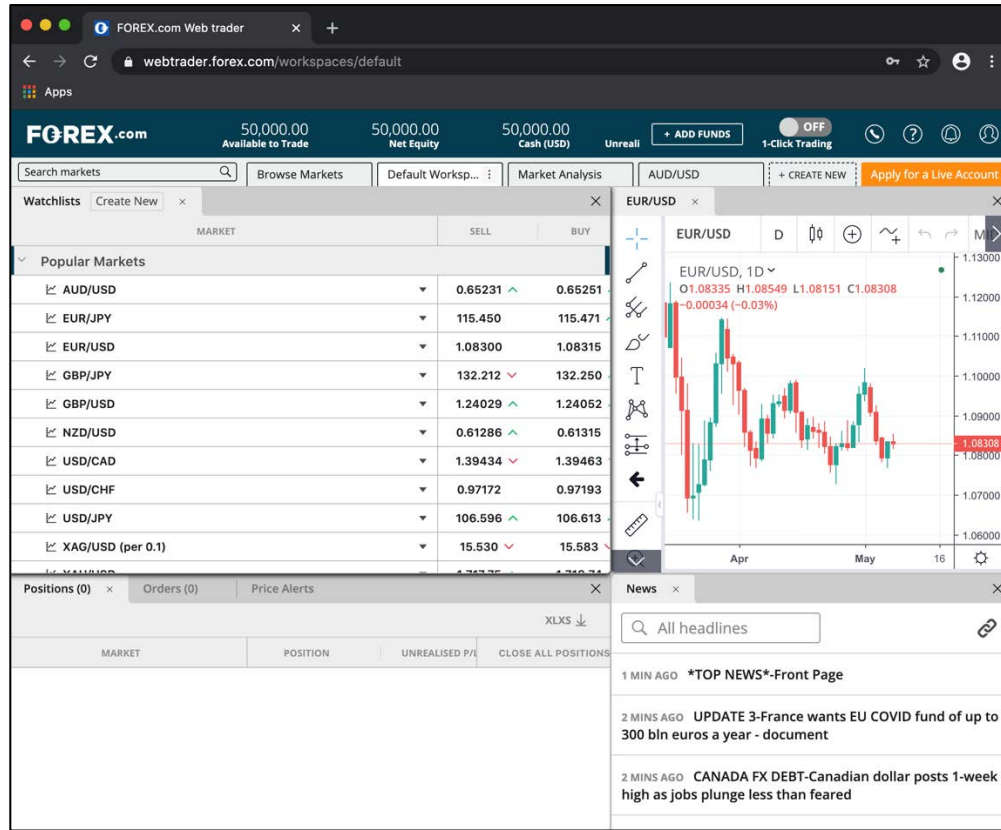 FOREX.com Web trader
webtrader.forex.com/workspaces/default
Apps
FOREX.com
50,000.00
Available to Trade
50,000.00
Net Equity
50,000.00
Cash (USD)
Unreali
+ ADD FUNDS
OFF
1-Click Trading
Search markets
Browse Markets
Default Worksp...
Market Analysis
AUD/USD
+ CREATE NEW
Apply for a Live Account
Watchlists Create New
MARKET SELL BUY
Popular Markets
AUD/USD 0.65231 0.65251
EUR/JPY 115.450 115.471
EUR/USD 1.08300 1.08315
GBP/JPY 132.212 132.250
GBP/USD 1.24029 1.24052
NZD/USD 0.61286 0.61315
USD/CAD 1.39434 1.39463
USD/CHF 0.97172 0.97193
USD/JPY 106.596 106.613
XAG/USD (per 0.1) 15.530 15.583
EUR/USD
EUR/USD D
EUR/USD, 1D
O1.08335 H1.08549 L1.08151 C1.08308
−0.00034 (−0.03%)
1.13000
1.12000
1.11000
1.10000
1.09000
1.08308
1.08000
1.07000
1.06000
Apr May 16
Positions (0) Orders (0) Price Alerts
XLXS
MARKET POSITION UNREALISED P/L CLOSE ALL POSITIONS
News
All headlines
1 MIN AGO *TOP NEWS*-Front Page
2 MINS AGO UPDATE 3-France wants EU COVID fund of up to
300 bln euros a year - document
2 MINS AGO CANADA FX DEBT-Canadian dollar posts 1-week
high as jobs plunge less than feared